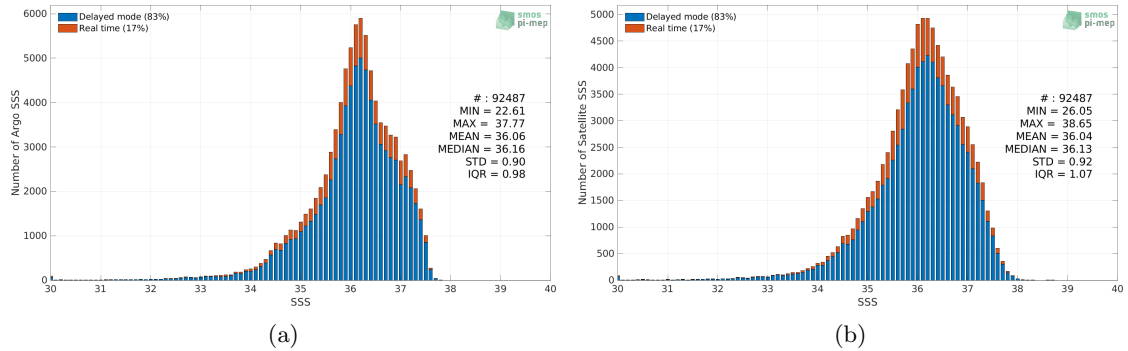 Delayed mode (83%)
Real time (17%)
smos
pi-mep
Number of Argo SSS
6000
5000
4000
3000
2000
1000
0
# : 92487
MIN = 22.61
MAX = 37.77
MEAN = 36.06
MEDIAN = 36.16
STD = 0.90
IQR = 0.98
30 31 32 33 34 35 36 37 38 39 40
SSS
(a)
Delayed mode (83%)
Real time (17%)
smos
pi-mep
Number of Satellite SSS
5000
4500
4000
3500
3000
2500
2000
1500
1000
500
0
# : 92487
MIN = 26.05
MAX = 38.65
MEAN = 36.04
MEDIAN = 36.13
STD = 0.92
IQR = 1.07
30 31 32 33 34 35 36 37 38 39 40
SSS
(b)